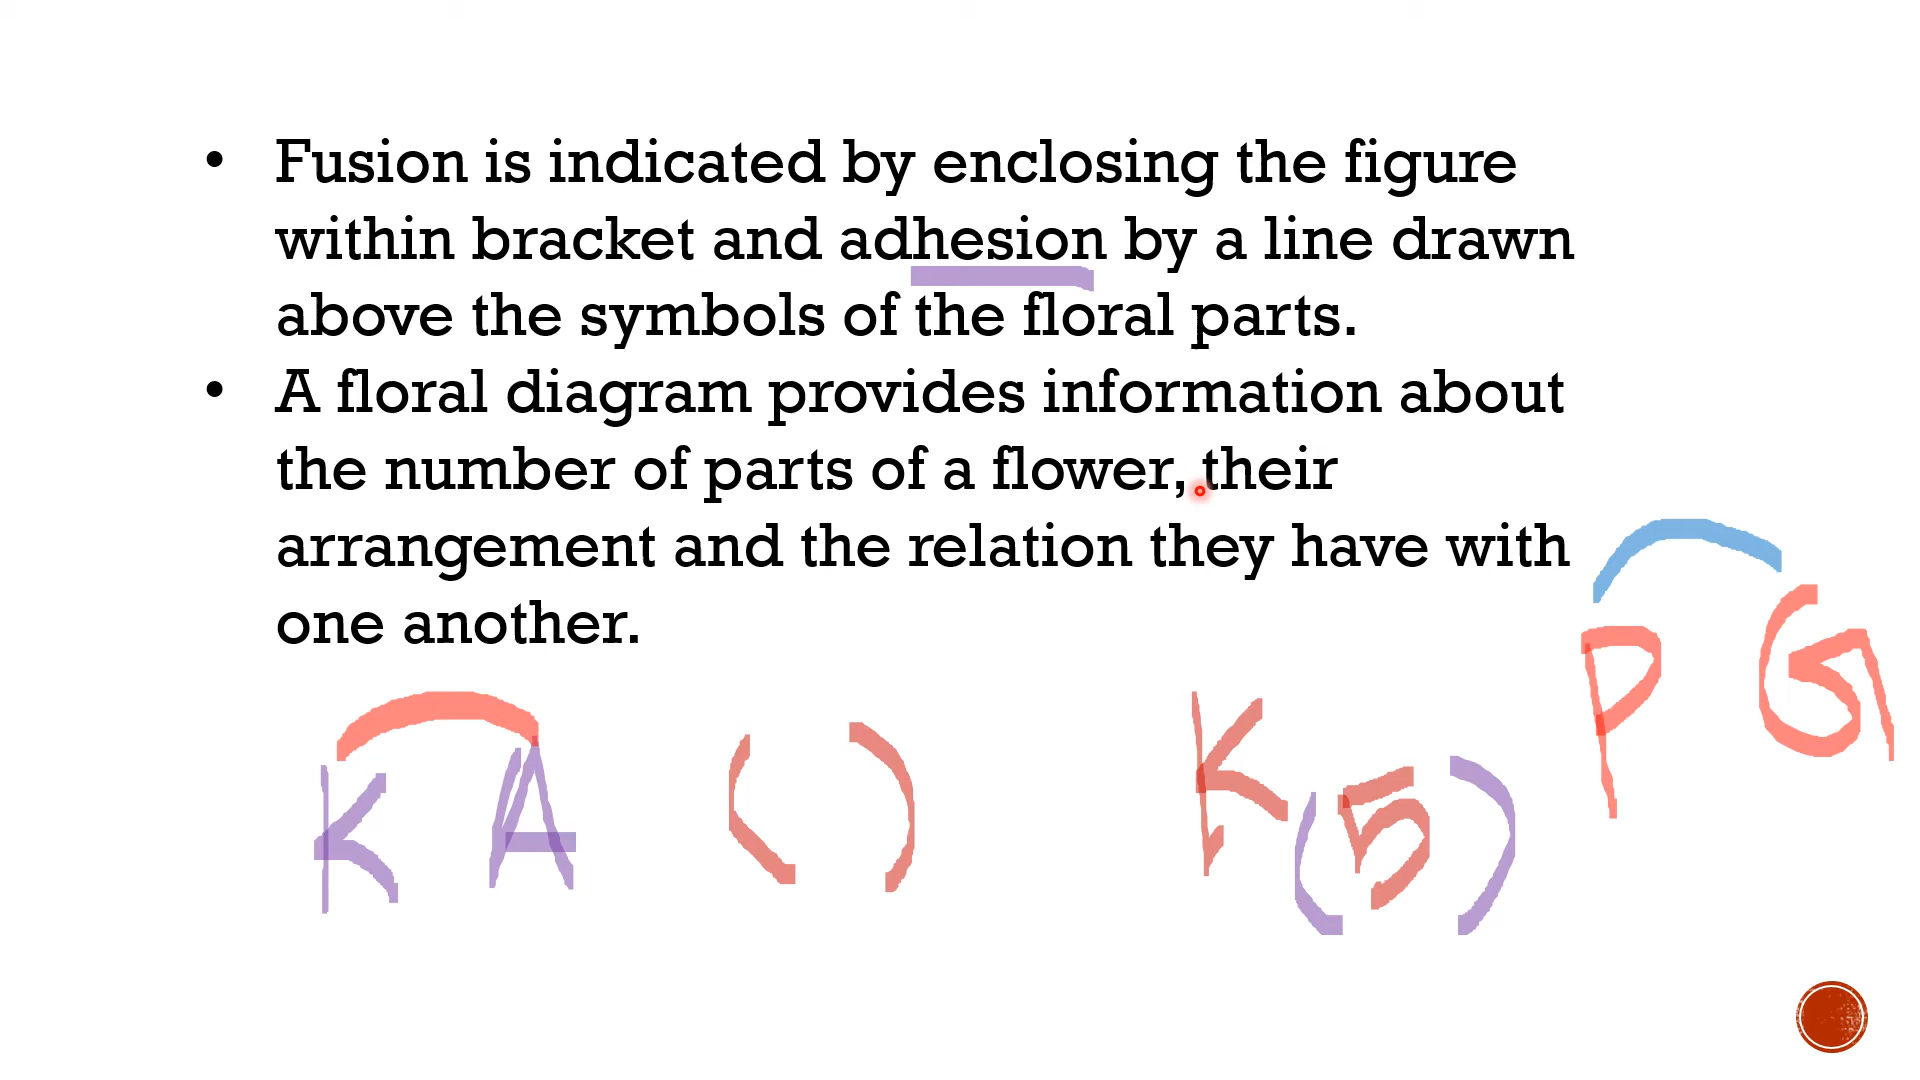 • Fusion is indicated by enclosing the figure
within bracket and adhesion by a line drawn
above the symbols of the floral parts.
• A floral diagram provides information about
the number of parts of a flower, their
arrangement and the relation they have with
one another.
P G
K A ( ) K(5)